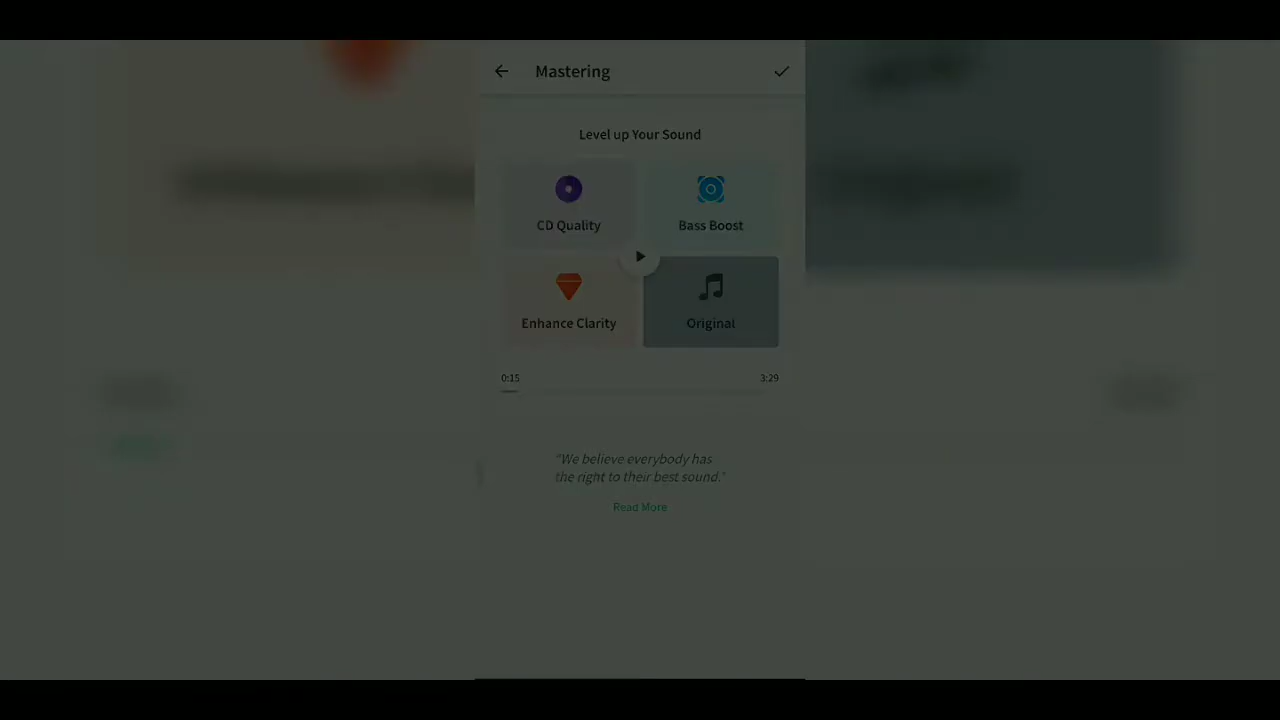 Mastering
Level up Your Sound
CD Quality
Bass Boost
Enhance Clarity
Original
0:15
3:29
"We believe everybody has
the right to their best sound."
Read More